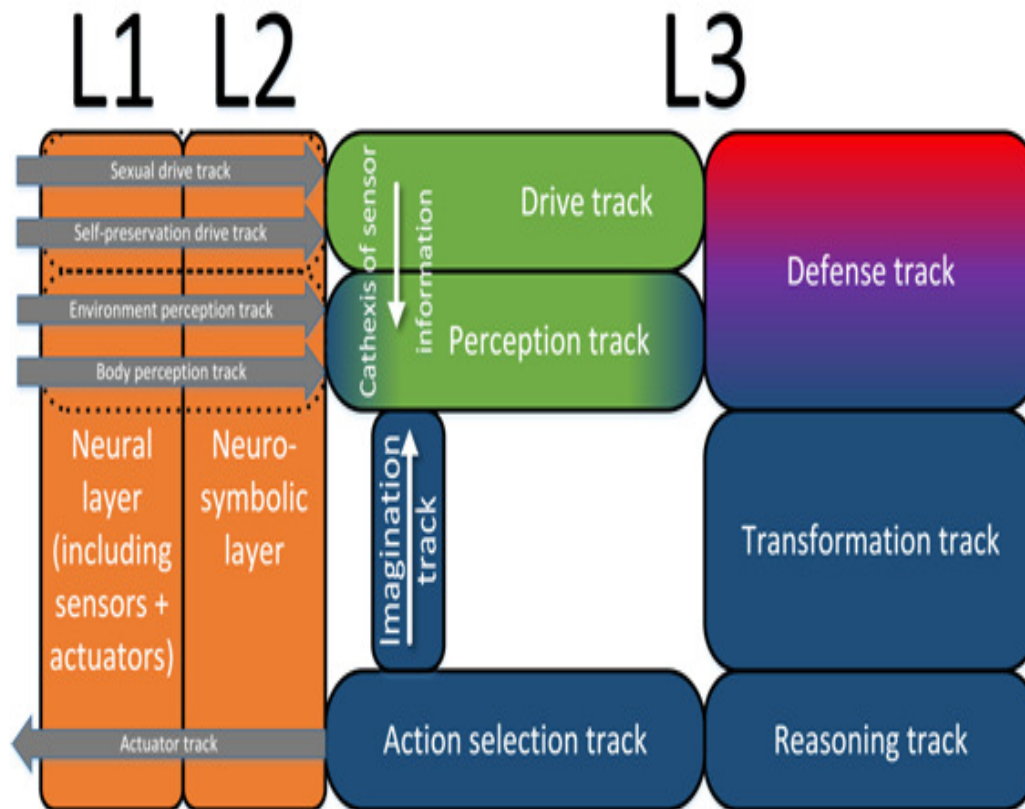 L1
L2
L3
Sexual drive track
Self-preservation drive track
Environment perception track
Body perception track
Neural
layer
(including
sensors +
actuators)
Neuro-
symbolic
layer
Actuator track
Cathexis of sensor
information
Drive track
Perception track
Imagination
track
Action selection track
Defense track
Transformation track
Reasoning track